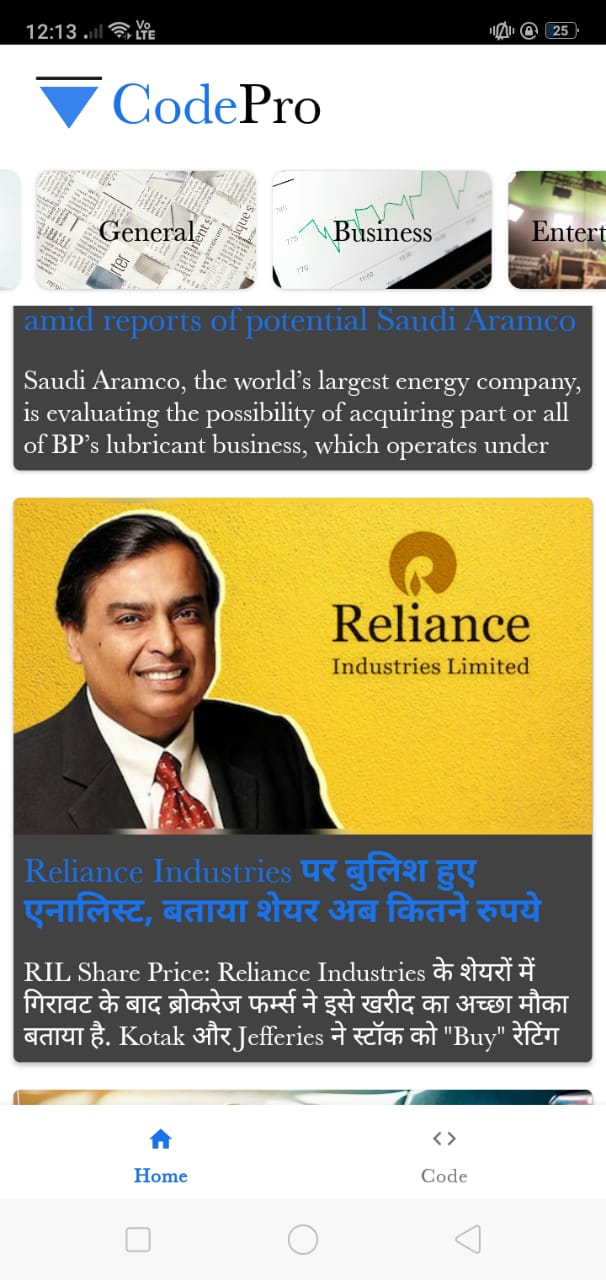 12:13
Vo
LTE
25
CodePro
General
Business
Entert
amid reports of potential Saudi Aramco
Saudi Aramco, the world’s largest energy company,
is evaluating the possibility of acquiring part or all
of BP’s lubricant business, which operates under
Reliance
Industries Limited
Reliance Industries पर बुलिश हुए
एनालिस्ट, बताया शेयर अब कितने रुपये
RIL Share Price: Reliance Industries के शेयरों में
गिरावट के बाद ब्रोकरेज फर्म्स ने इसे खरीद का अच्छा मौका
बताया है. Kotak और Jefferies ने स्टॉक को "Buy" रेटिंग
Home
Code